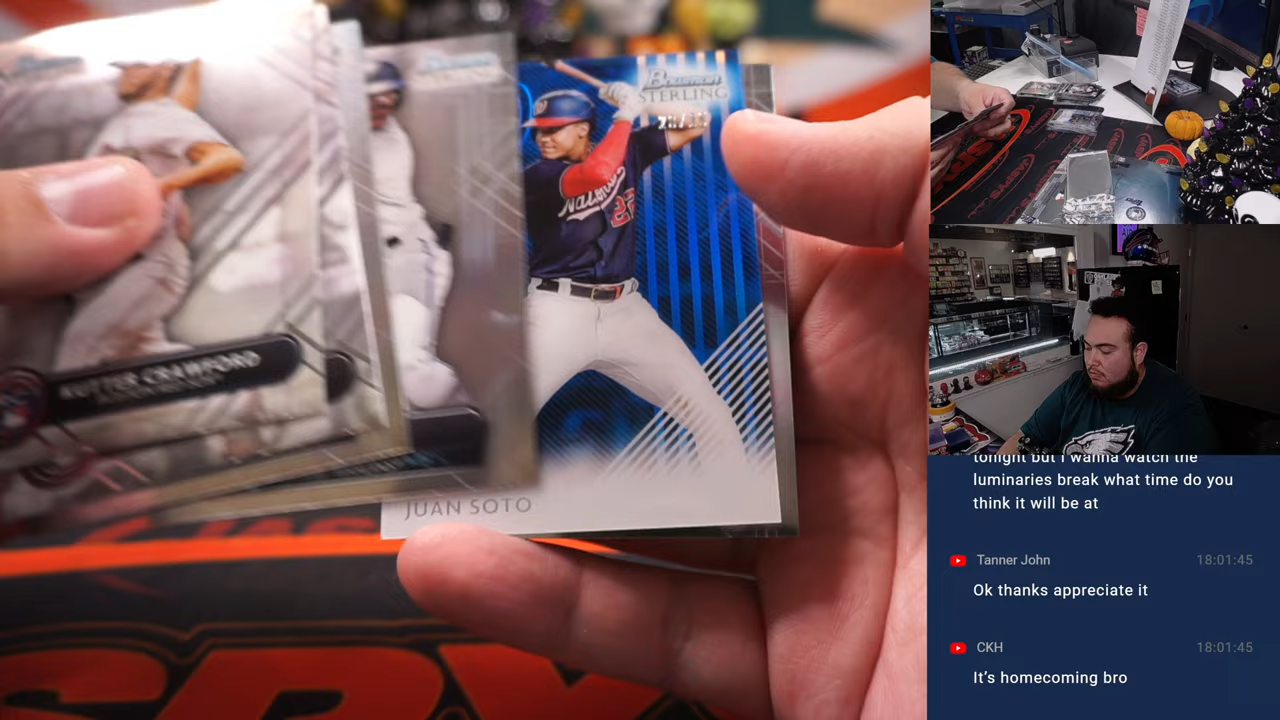 BOWMAN
STERLING
Nationals
22
KUTTER CRAWFORD
JUAN SOTO
tonight but I wanna watch the
luminaries break what time do you
think it will be at
Tanner John 18:01:45
Ok thanks appreciate it
CKH 18:01:45
It’s homecoming bro